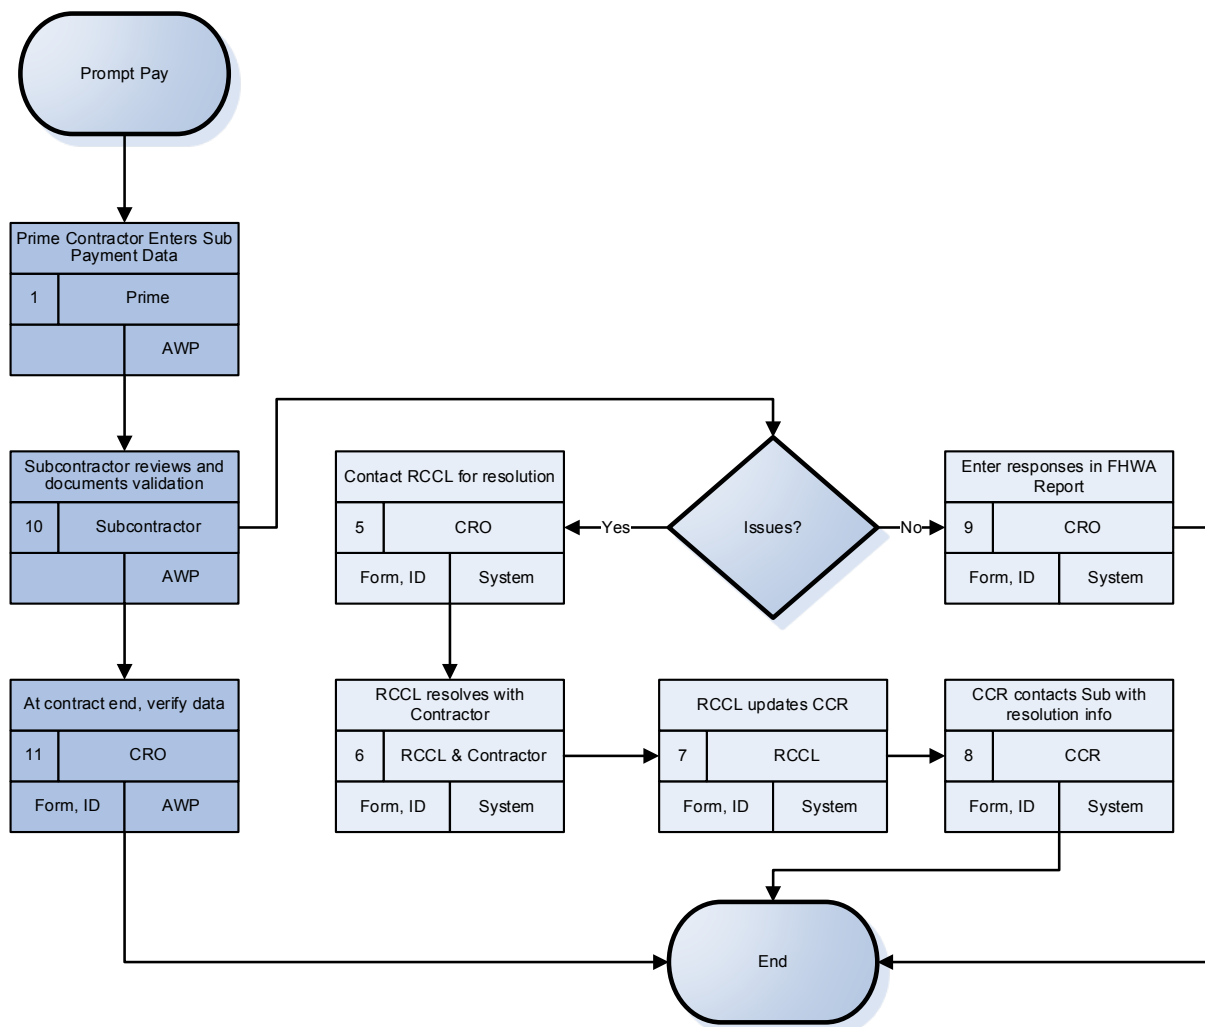 Prompt Pay
Prime Contractor Enters Sub
Payment Data
1
Prime
AWP
Subcontractor reviews and
documents validation
10
Subcontractor
AWP
Contact RCCL for resolution
5
CRO
Form, ID
System
Yes
Issues?
No
Enter responses in FHWA
Report
9
CRO
Form, ID
System
At contract end, verify data
11
CRO
Form, ID
AWP
RCCL resolves with
Contractor
6
RCCL & Contractor
Form, ID
System
RCCL updates CCR
7
RCCL
Form, ID
System
CCR contacts Sub with
resolution info
8
CCR
Form, ID
System
End